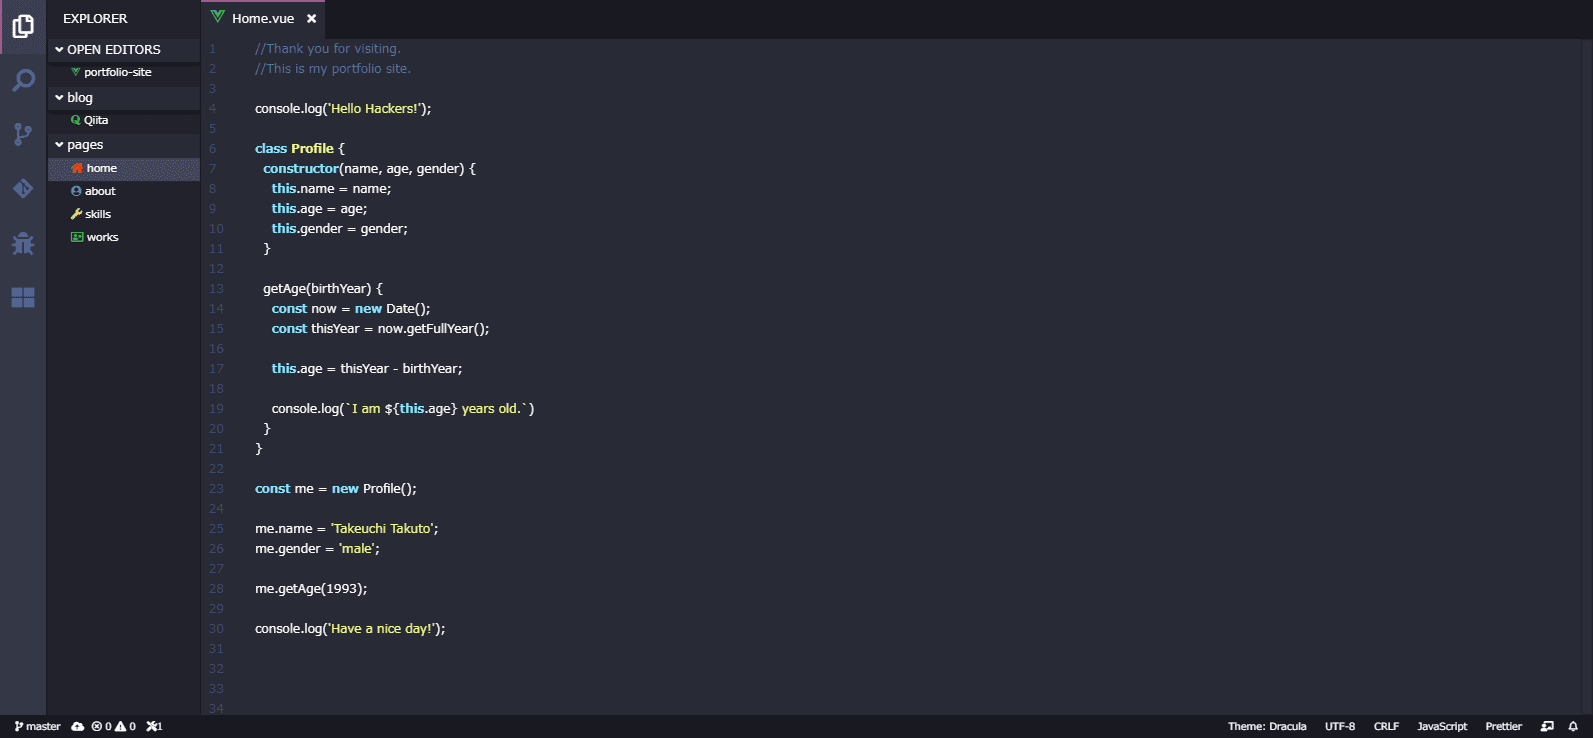 EXPLORER
OPEN EDITORS
portfolio-site
blog
Qiita
pages
home
about
skills
works
Home.vue
1 //Thank you for visiting.
2 //This is my portfolio site.
3
4 console.log('Hello Hackers!');
5
6 class Profile {
7 constructor(name, age, gender) {
8 this.name = name;
9 this.age = age;
10 this.gender = gender;
11 }
12
13 getAge(birthYear) {
14 const now = new Date();
15 const thisYear = now.getFullYear();
16
17 this.age = thisYear - birthYear;
18
19 console.log(`I am ${this.age} years old.`)
20 }
21 }
22
23 const me = new Profile();
24
25 me.name = 'Takeuchi Takuto';
26 me.gender = 'male';
27
28 me.getAge(1993);
29
30 console.log('Have a nice day!');
31
32
33
34
master 0 0 1 Theme: Dracula UTF-8 CRLF JavaScript Prettier